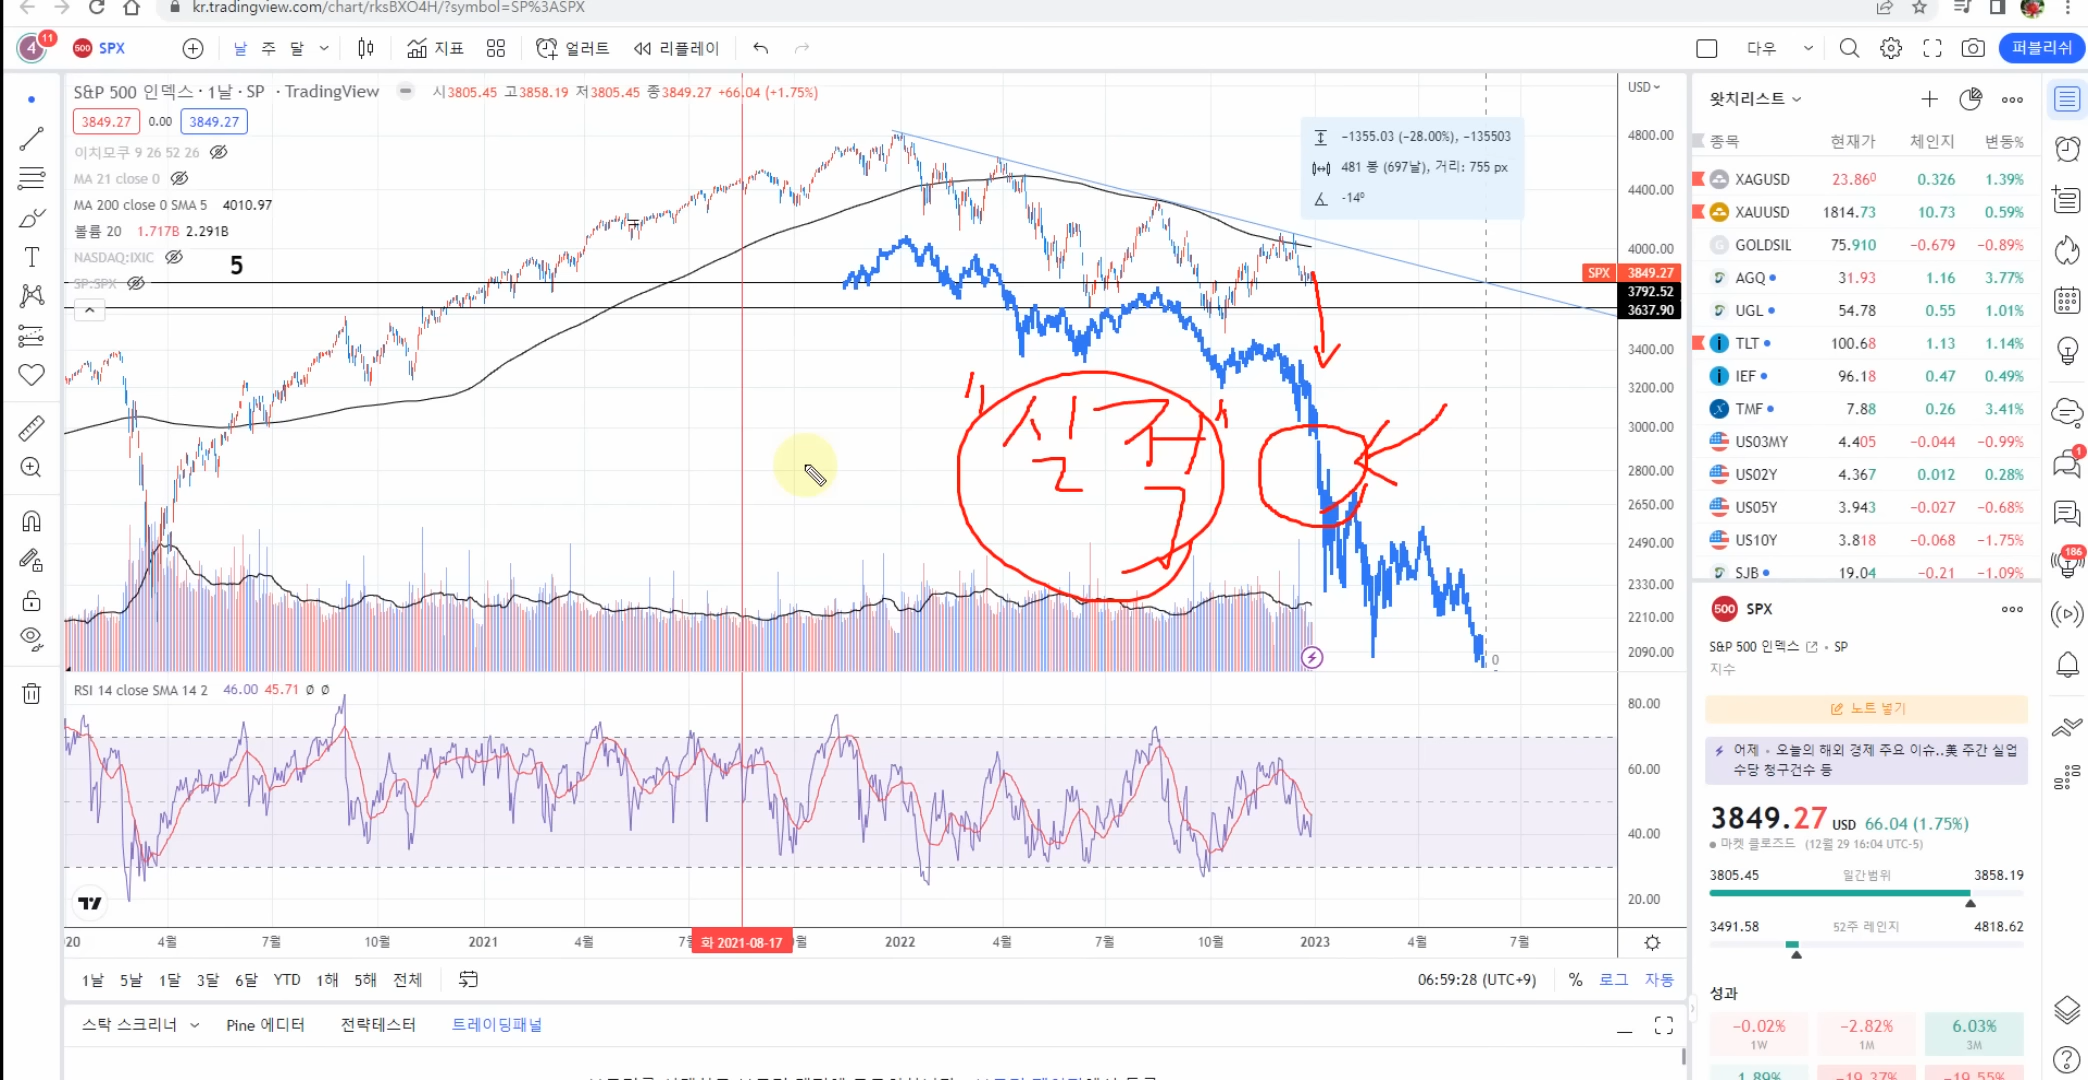 kr.tradingview.com/chart/rksBXO4H/?symbol=SP%3ASPX
4 11 500 SPX 날 주 달 지표 얼러트 리플레이 다우 퍼블리쉬
S&P 500 인덱스 · 1날 · SP · TradingView 시3805.45 고3858.19 저3805.45 종3849.27 +66.04 (+1.75%)
3849.27 0.00 3849.27
이치모쿠 9 26 52 26
MA 21 close 0
MA 200 close 0 SMA 5 4010.97
볼륨 20 1.717B 2.291B
NASDAQ:IXIC
SP:SPX
5
-1355.03 (-28.00%), -135503
481 봉 (697날), 거리: 755 px
-14º
USD
4800.00
4400.00
4000.00
SPX 3849.27
3792.52
3637.90
3400.00
3200.00
3000.00
2800.00
2650.00
2490.00
2330.00
2210.00
2090.00
0
RSI 14 close SMA 14 2 46.00 45.71 Ø Ø
80.00
60.00
40.00
20.00
20 4월 7월 10월 2021 4월 화 2021-08-17 2022 4월 7월 10월 2023 4월 7월
1날 5날 1달 3달 6달 YTD 1해 5해 전체 06:59:28 (UTC+9) % 로그 자동
스탁 스크리너 Pine 에디터 전략테스터 트레이딩패널
왓치리스트
종목 현재가 체인지 변동%
XAGUSD 23.860 0.326 1.39%
XAUUSD 1814.73 10.73 0.59%
GOLDSIL 75.910 -0.679 -0.89%
AGQ 31.93 1.16 3.77%
UGL 54.78 0.55 1.01%
TLT 100.68 1.13 1.14%
IEF 96.18 0.47 0.49%
TMF 7.88 0.26 3.41%
US03MY 4.405 -0.044 -0.99%
US02Y 4.367 0.012 0.28%
US05Y 3.943 -0.027 -0.68%
US10Y 3.818 -0.068 -1.75%
SJB 19.04 -0.21 -1.09%
500 SPX
S&P 500 인덱스 · SP
지수
노트 넣기
어제 · 오늘의 해외 경제 주요 이슈..美 주간 실업
수당 청구건수 등
3849.27 USD 66.04 (1.75%)
마켓 클로즈드 (12월 29 16:04 UTC-5)
3805.45 일간범위 3858.19
3491.58 52주 레인지 4818.62
성과
-0.02% -2.82% 6.03%
1W 1M 3M
1.89% -19.37% -19.55%
1
186